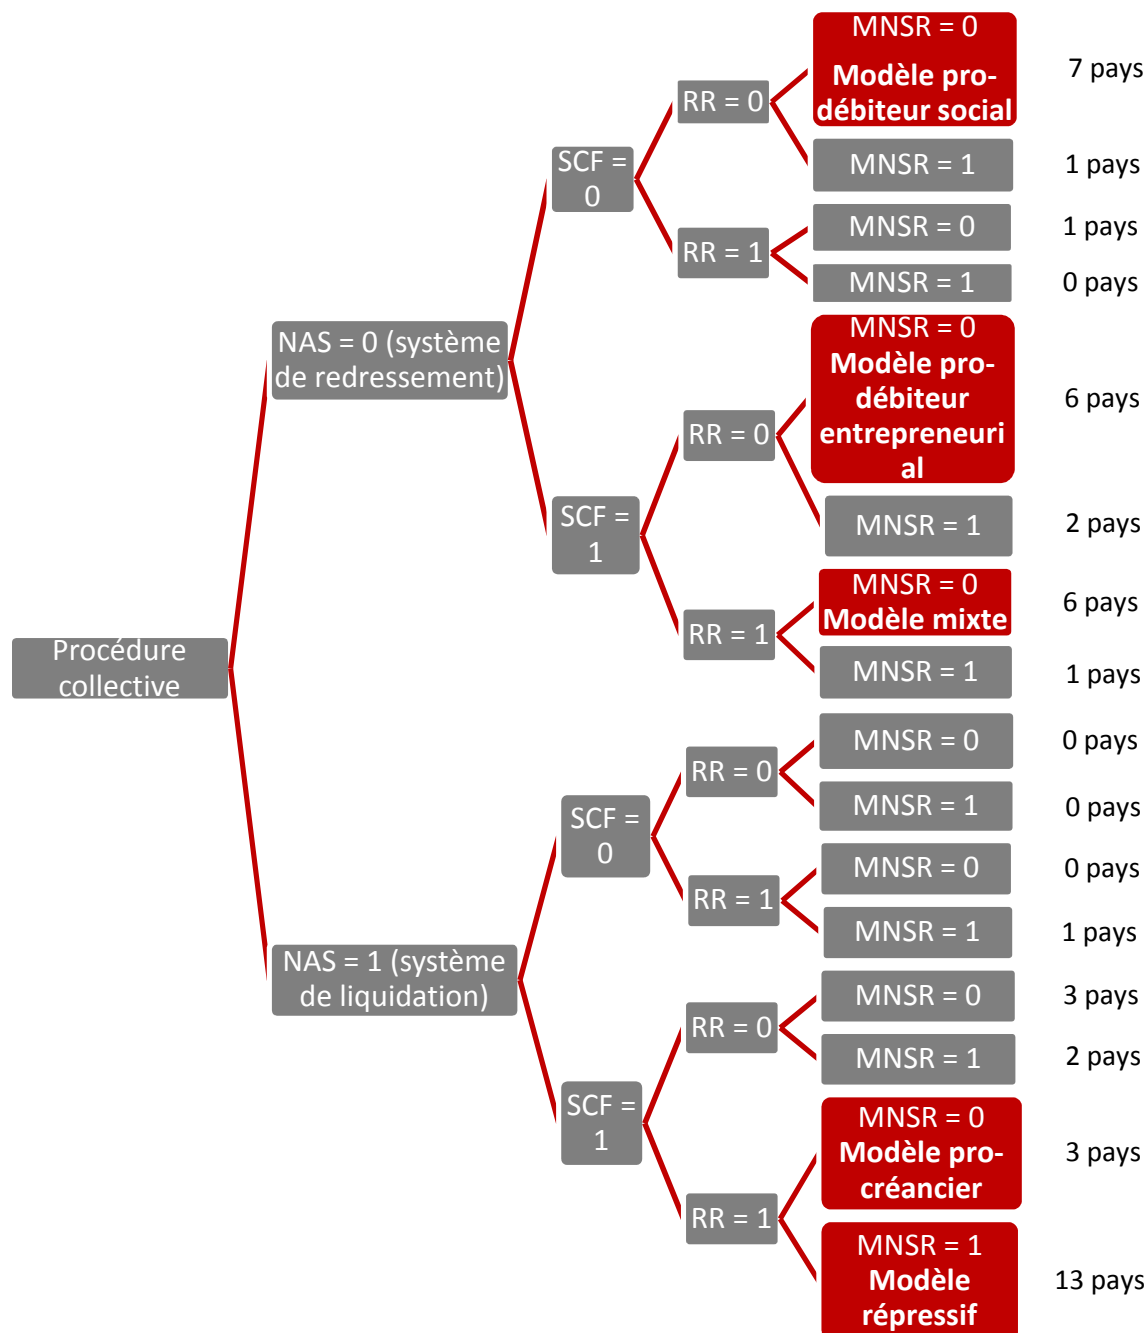 Procédure
collective
NAS = 0 (système
de redressement)
SCF =
0
RR = 0
MNSR = 0
Modèle pro-
débiteur social
7 pays
MNSR = 1
1 pays
RR = 1
MNSR = 0
1 pays
MNSR = 1
0 pays
SCF =
1
RR = 0
MNSR = 0
Modèle pro-
débiteur
entrepreneuri
al
6 pays
MNSR = 1
2 pays
RR = 1
MNSR = 0
Modèle mixte
6 pays
MNSR = 1
1 pays
NAS = 1 (système
de liquidation)
SCF =
0
RR = 0
MNSR = 0
0 pays
MNSR = 1
0 pays
RR = 1
MNSR = 0
0 pays
MNSR = 1
1 pays
SCF =
1
RR = 0
MNSR = 0
3 pays
MNSR = 1
2 pays
RR = 1
MNSR = 0
Modèle pro-
créancier
3 pays
MNSR = 1
Modèle
répressif
13 pays